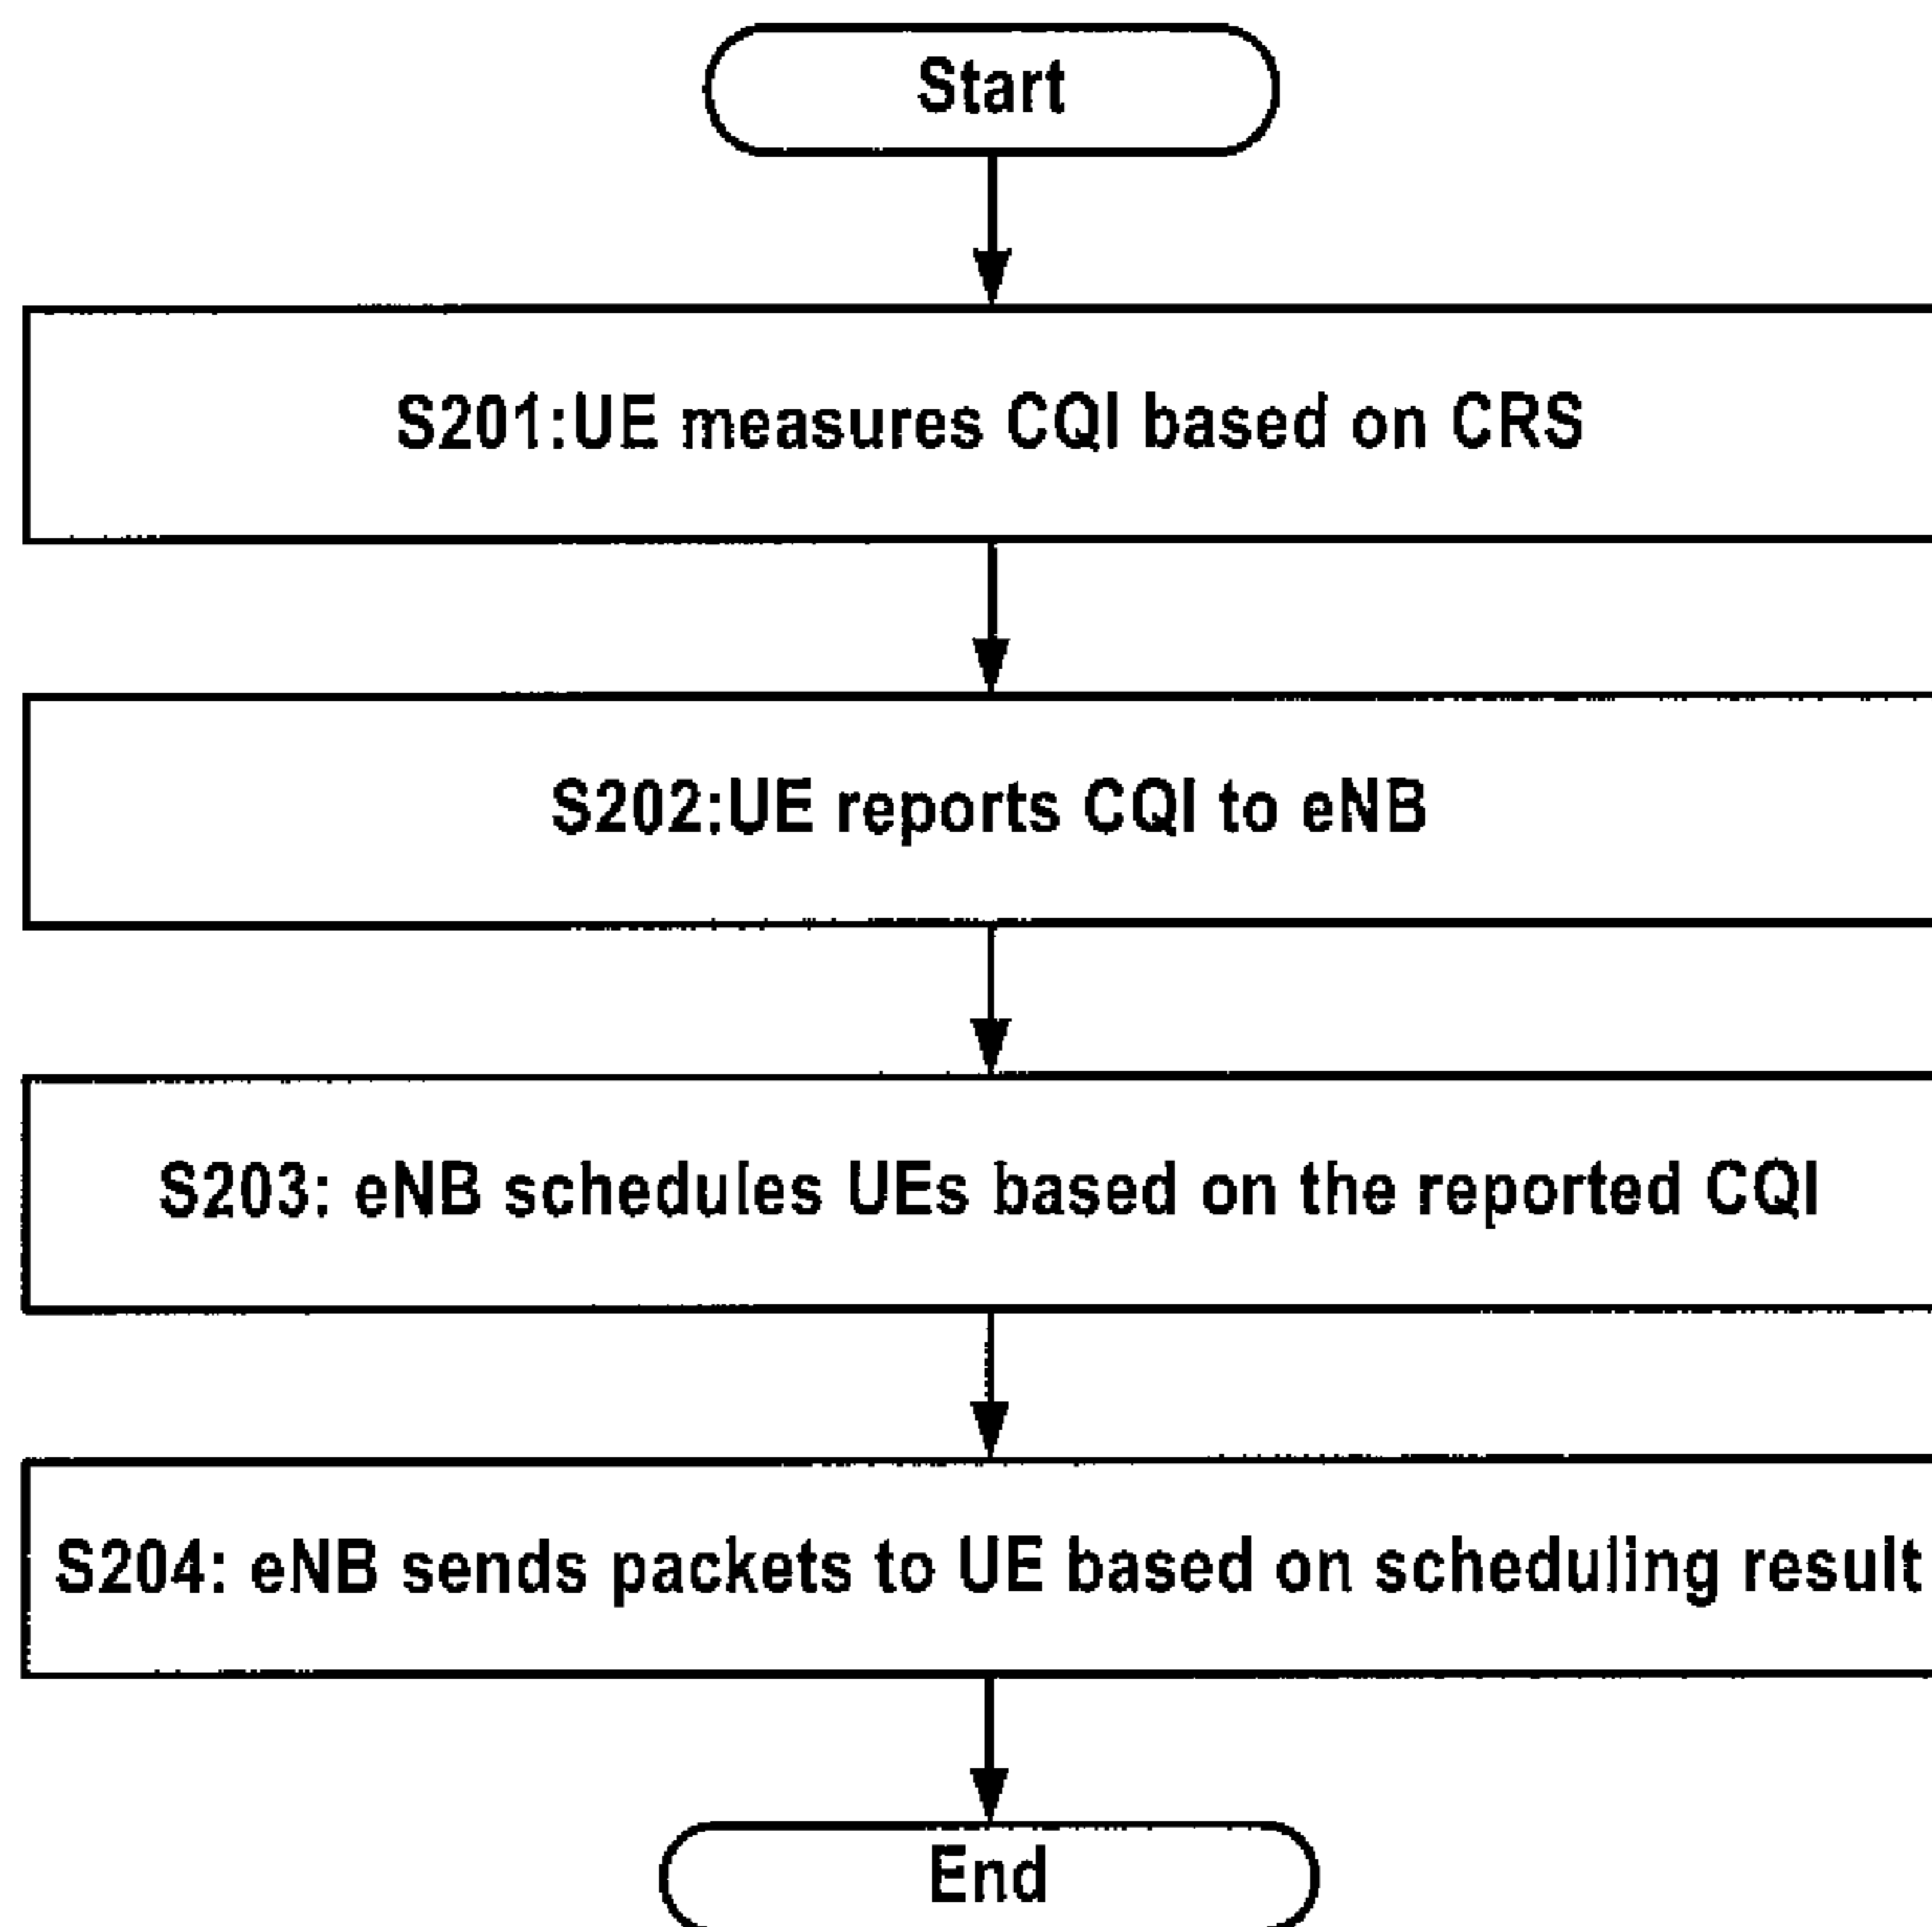 Start
S201:UE measures CQI based on CRS
S202:UE reports CQI to eNB
S203: eNB schedules UEs based on the reported CQI
S204: eNB sends packets to UE based on scheduling result
End